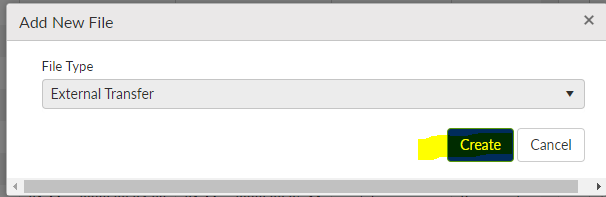 Add New File
×
File Type
External Transfer
Create Cancel